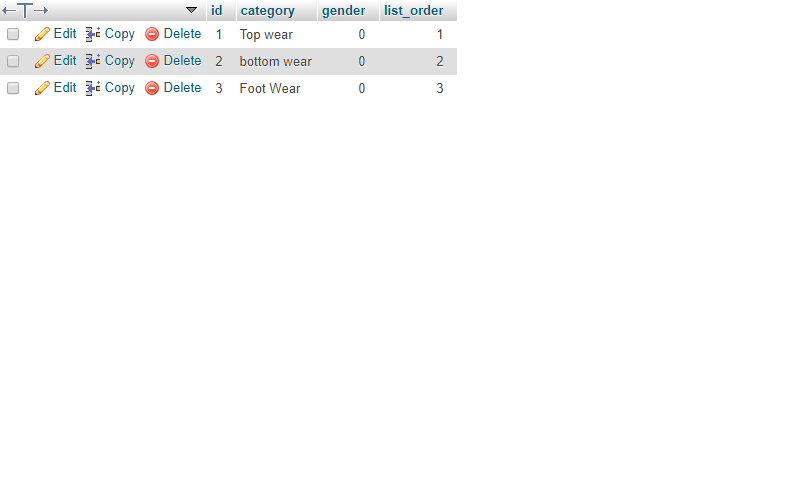 id category gender list_order
Edit Copy Delete 1 Top wear 0 1
Edit Copy Delete 2 bottom wear 0 2
Edit Copy Delete 3 Foot Wear 0 3